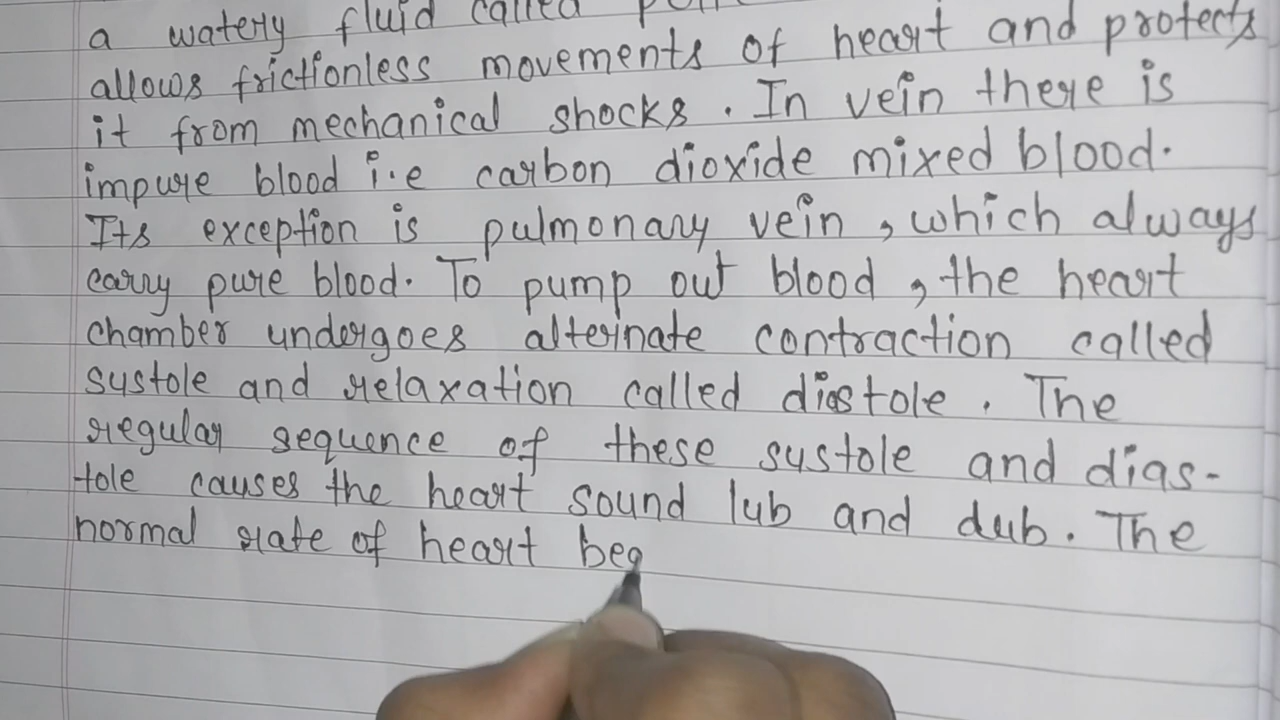 a watery fluid called
allows frictionless movements of heart and protects
it from mechanical shocks. In vein there is
impure blood i.e carbon dioxide mixed blood.
Its exception is pulmonary vein, which always
carry pure blood. To pump out blood, the heart
chamber undergoes alternate contraction called
systole and relaxation called diastole. The
regular sequence of these systole and dias-
tole causes the heart sound lub and dub. The
normal rate of heart bea